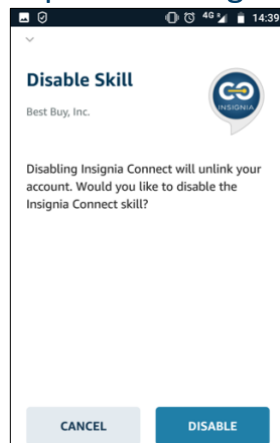 4G
14:39
Disable Skill
Best Buy, Inc.
INSIGNIA
Disabling Insignia Connect will unlink your
account. Would you like to disable the
Insignia Connect skill?
CANCEL
DISABLE